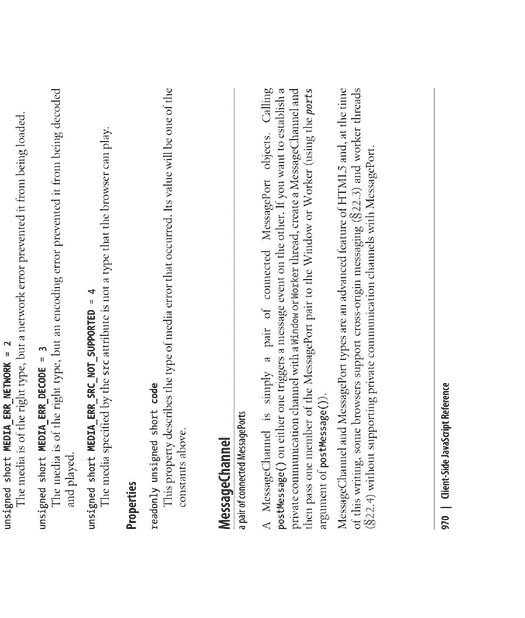 unsigned short MEDIA_ERR_NETWORK = 2
The media is of the right type, but a network error prevented it from being loaded.
unsigned short MEDIA_ERR_DECODE = 3
The media is of the right type, but an encoding error prevented it from being decoded
and played.
unsigned short MEDIA_ERR_SRC_NOT_SUPPORTED = 4
The media specified by the src attribute is not a type that the browser can play.
Properties
readonly unsigned short code
This property describes the type of media error that occurred. Its value will be one of the
constants above.
MessageChannel
a pair of connected MessagePorts
A MessageChannel is simply a pair of connected MessagePort objects. Calling
postMessage() on either one triggers a message event on the other. If you want to establish a
private communication channel with a Window or Worker thread, create a MessageChannel and
then pass one member of the MessagePort pair to the Window or Worker (using the ports
argument of postMessage()).
MessageChannel and MessagePort types are an advanced feature of HTML5 and, at the time
of this writing, some browsers support cross-origin messaging (§22.3) and worker threads
(§22.4) without supporting private communication channels with MessagePort.
970 | Client-Side JavaScript Reference